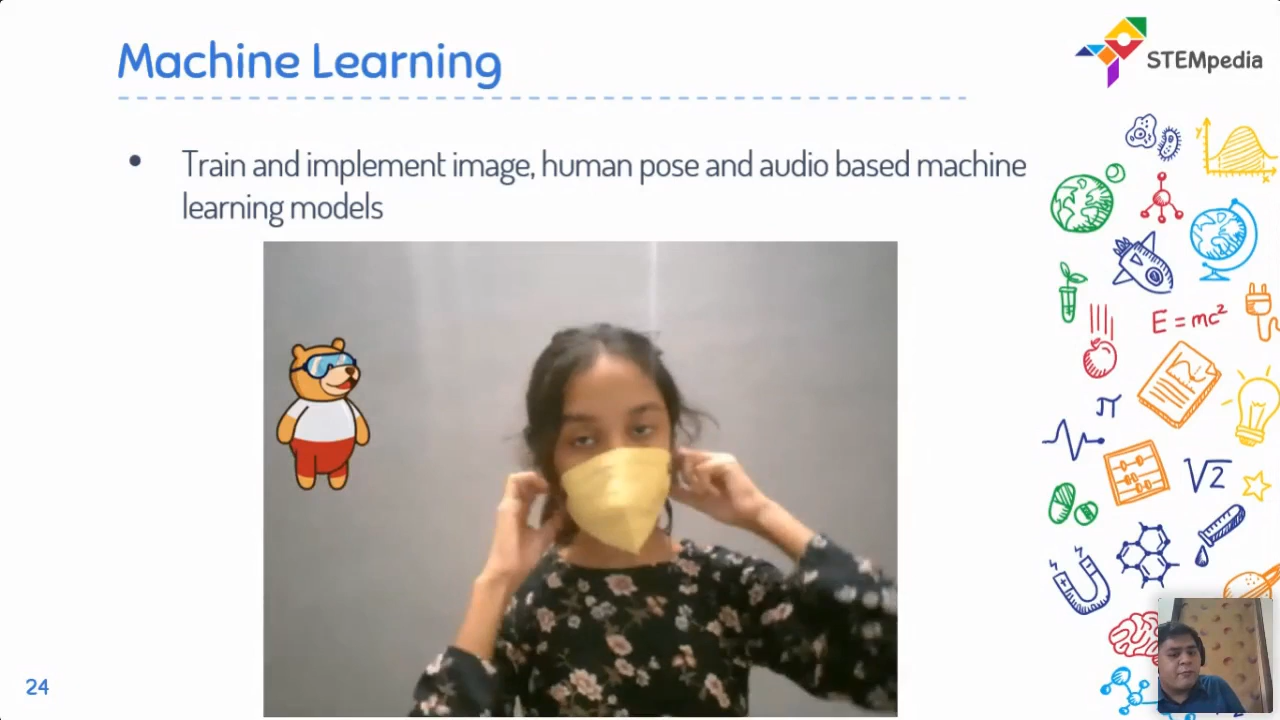 Machine Learning
STEMpedia
• Train and implement image, human pose and audio based machine
learning models
y
x
E = mc²
π
√2
24